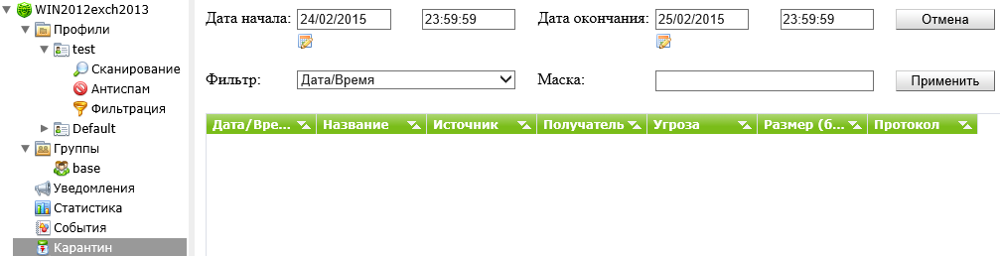 WIN2012exch2013
Профили
test
Сканирование
Антиспам
Фильтрация
Default
Группы
base
Уведомления
Статистика
События
Карантин
Дата начала: 24/02/2015 23:59:59 Дата окончания: 25/02/2015 23:59:59 Отмена
Фильтр: Дата/Время Маска: Применить
Дата/Вре... Название Источник Получатель Угроза Размер (б... Протокол